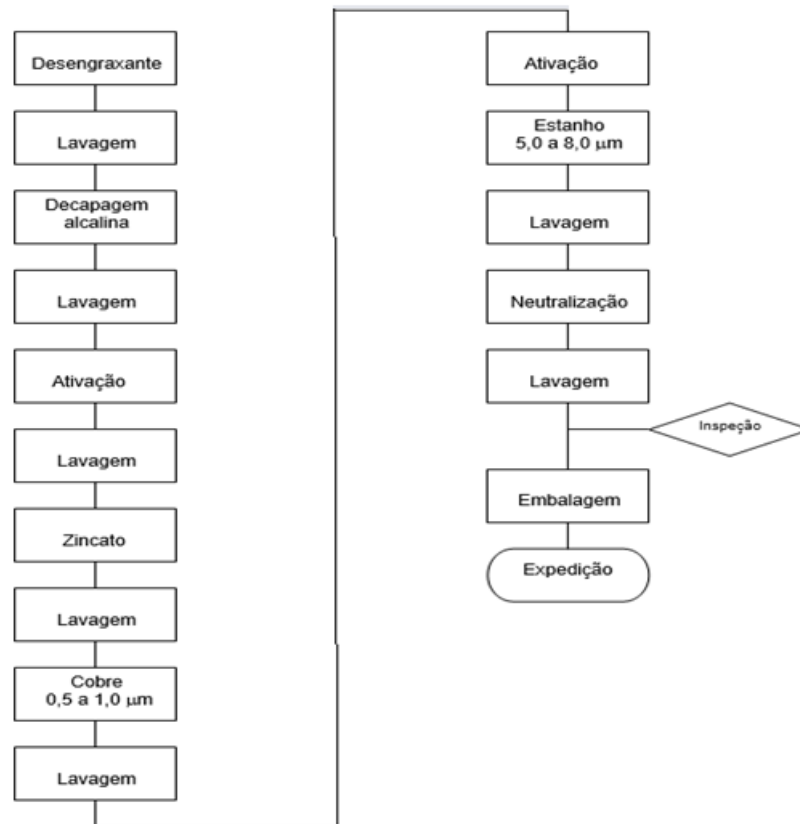 Desengraxante
Lavagem
Decapagem
alcalina
Lavagem
Ativação
Lavagem
Zincato
Lavagem
Cobre
0,5 a 1,0 µm
Lavagem
Ativação
Estanho
5,0 a 8,0 µm
Lavagem
Neutralização
Lavagem
Inspeção
Embalagem
Expedição